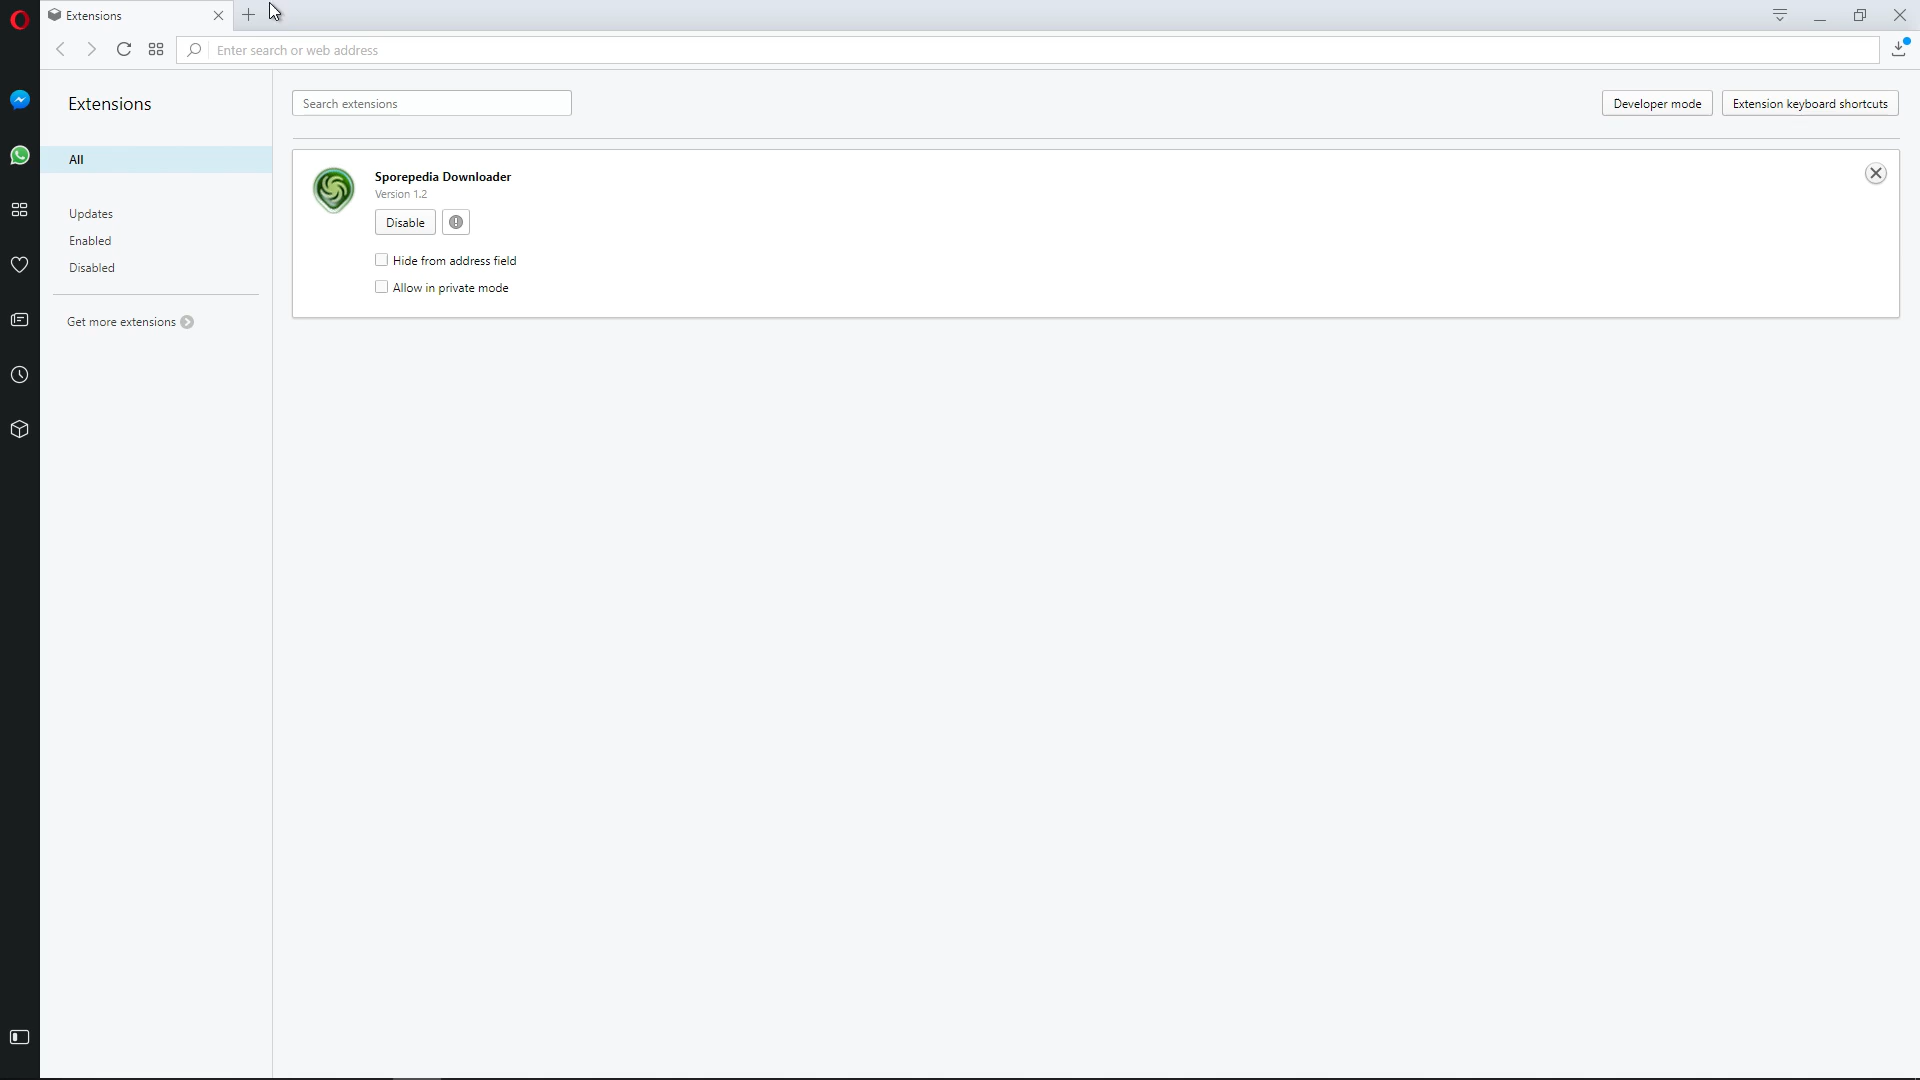 Extensions
Enter search or web address
Extensions
All
Updates
Enabled
Disabled
Get more extensions
Search extensions
Developer mode
Extension keyboard shortcuts
Sporepedia Downloader
Version 1.2
Disable
Hide from address field
Allow in private mode